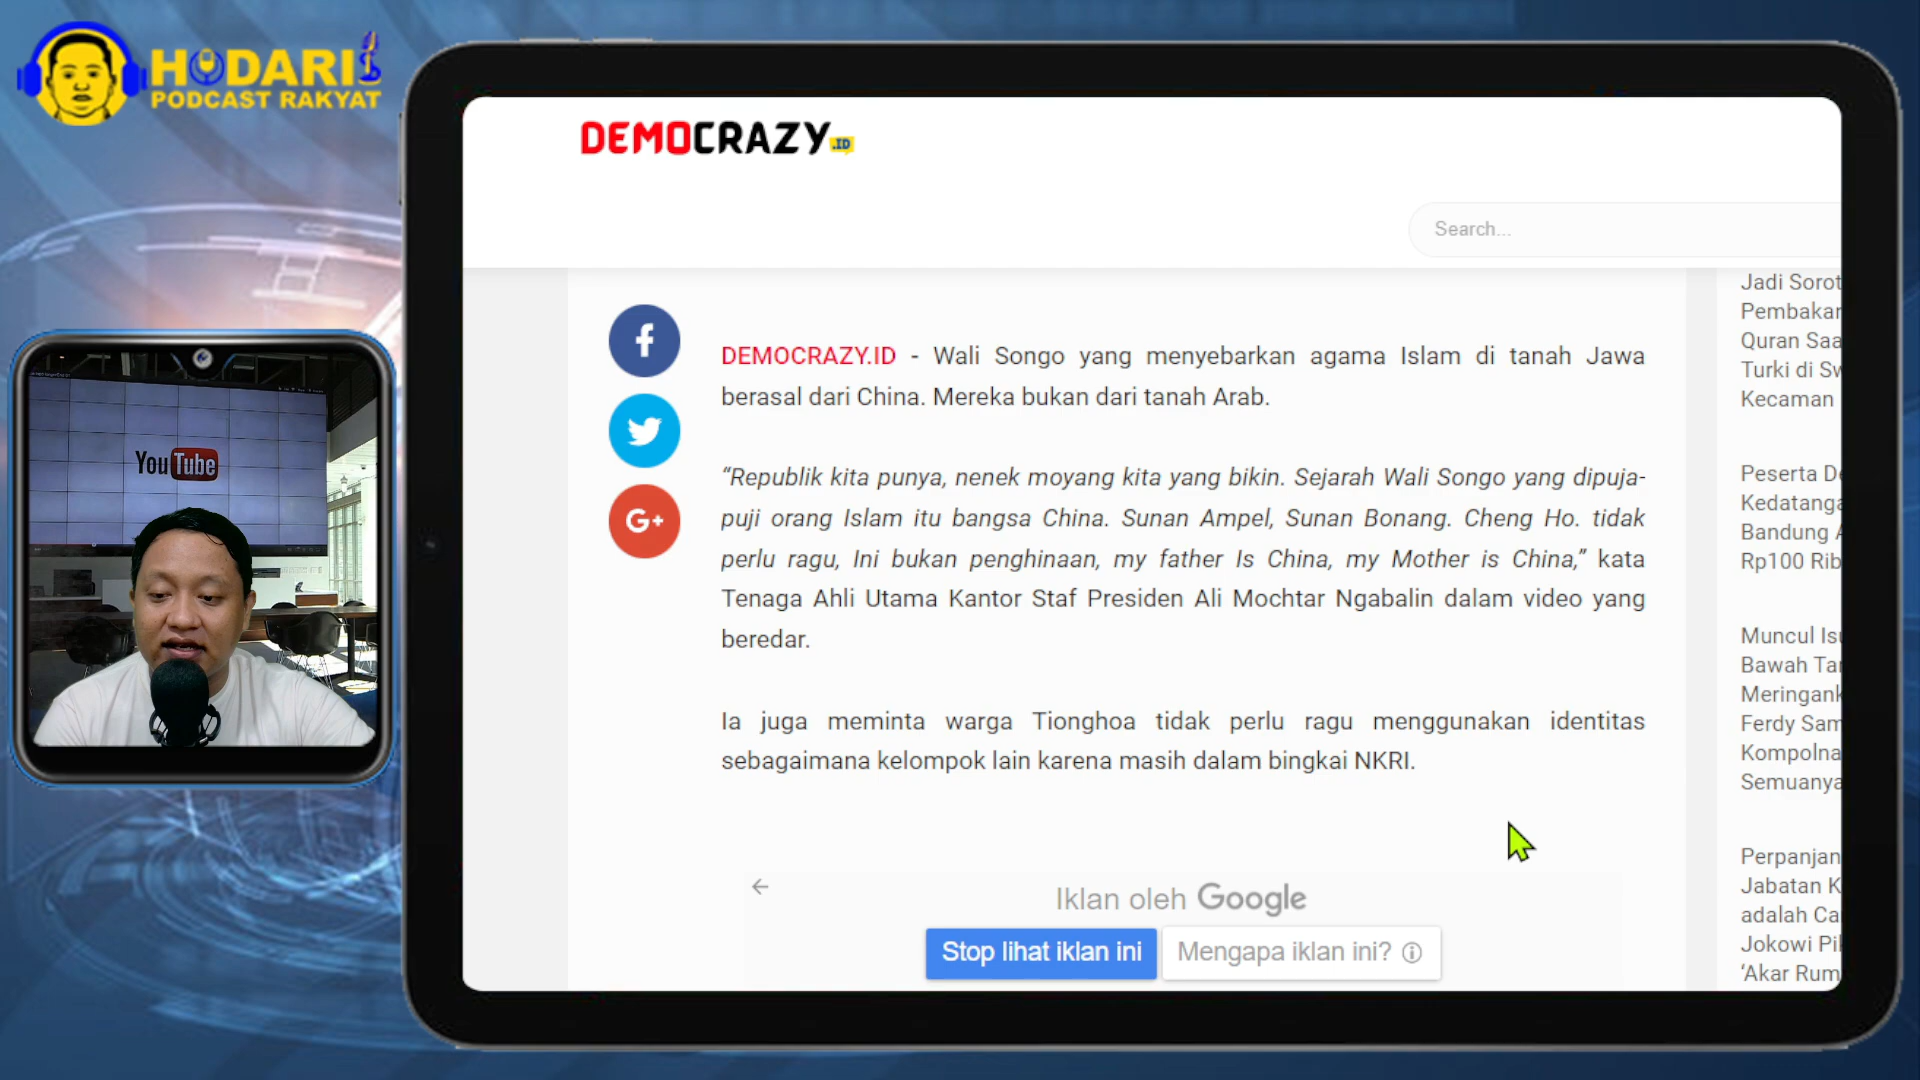 HODARI
PODCAST RAKYAT
DEMOCRAZY.ID
Search...
YouTube
DEMOCRAZY.ID - Wali Songo yang menyebarkan agama Islam di tanah Jawa
berasal dari China. Mereka bukan dari tanah Arab.
“Republik kita punya, nenek moyang kita yang bikin. Sejarah Wali Songo yang dipuja-
puji orang Islam itu bangsa China. Sunan Ampel, Sunan Bonang. Cheng Ho. tidak
perlu ragu, Ini bukan penghinaan, my father Is China, my Mother is China,” kata
Tenaga Ahli Utama Kantor Staf Presiden Ali Mochtar Ngabalin dalam video yang
beredar.
Ia juga meminta warga Tionghoa tidak perlu ragu menggunakan identitas
sebagaimana kelompok lain karena masih dalam bingkai NKRI.
Iklan oleh Google
Stop lihat iklan ini
Mengapa iklan ini?
Jadi Sorot
Pembakar
Quran Saa
Turki di Sw
Kecaman
Peserta De
Kedatanga
Bandung
Rp100 Rib
Muncul Isu
Bawah Tan
Meringank
Ferdy Sam
Kompolna
Semuanya
Perpanjan
Jabatan K
adalah Ca
Jokowi Pik
‘Akar Rum